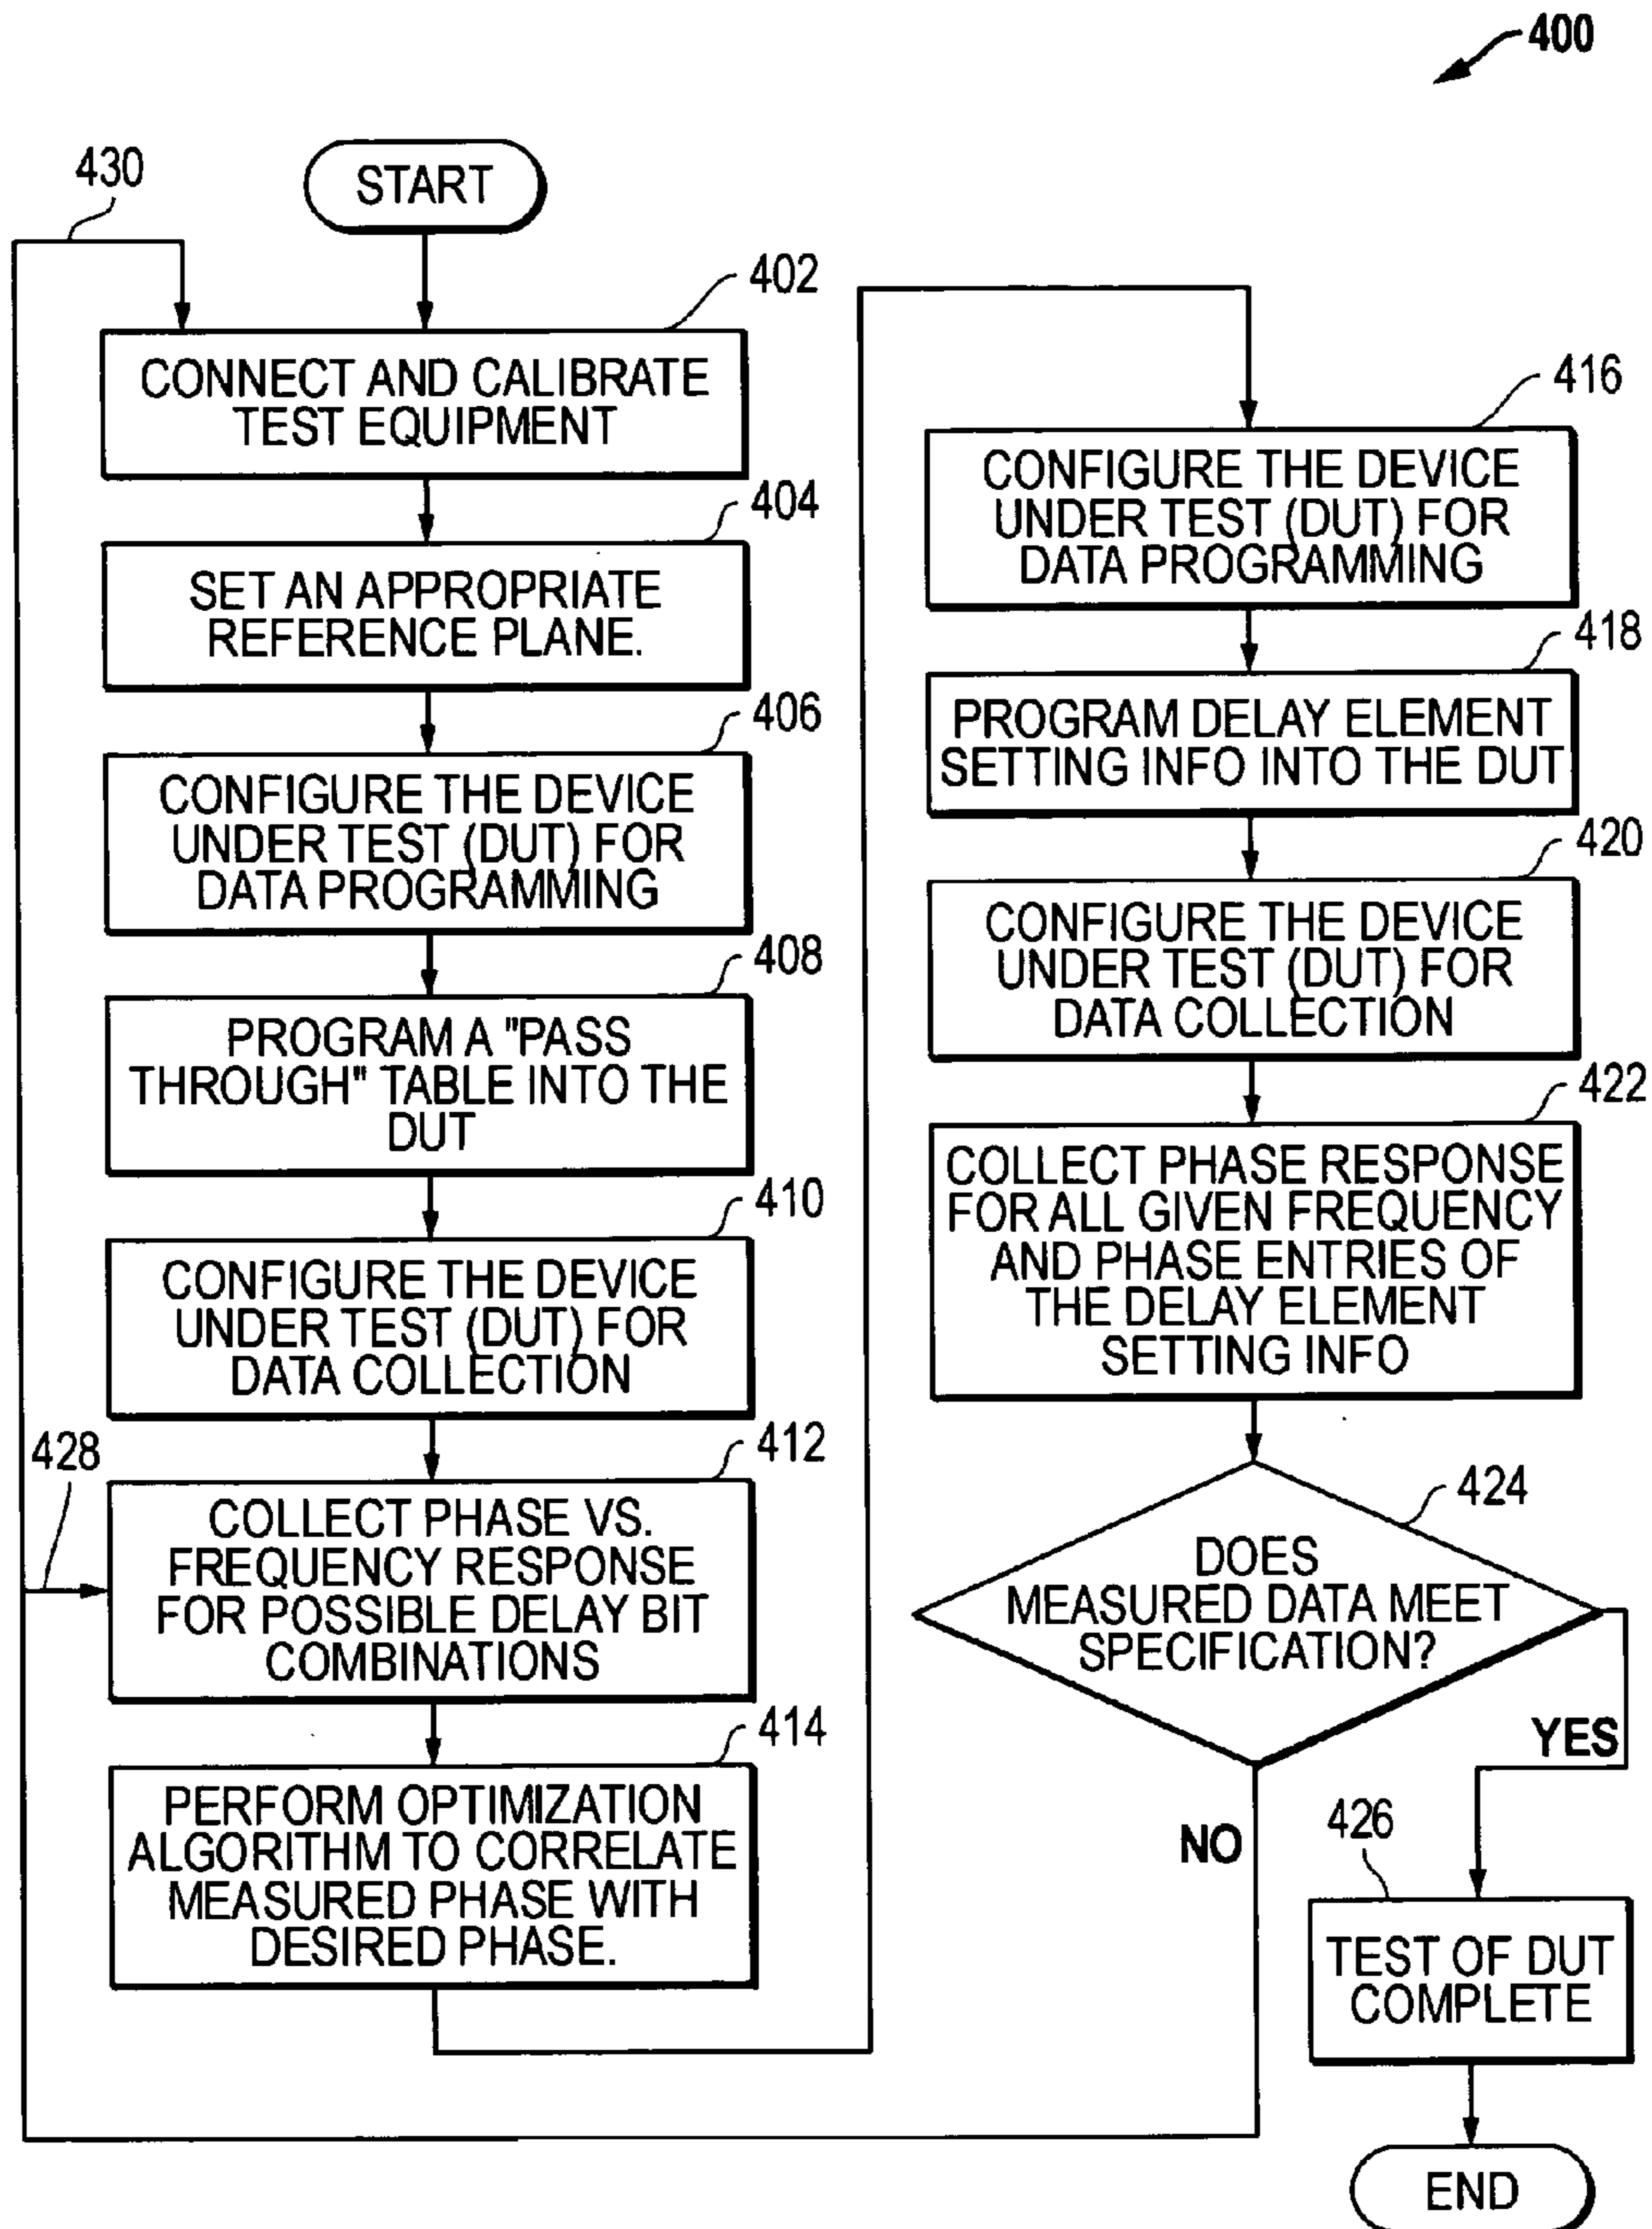 400
430
START
402
CONNECT AND CALIBRATE
TEST EQUIPMENT
404
SET AN APPROPRIATE
REFERENCE PLANE.
406
CONFIGURE THE DEVICE
UNDER TEST (DUT) FOR
DATA PROGRAMMING
408
PROGRAM A "PASS
THROUGH" TABLE INTO THE
DUT
410
CONFIGURE THE DEVICE
UNDER TEST (DUT) FOR
DATA COLLECTION
428
412
COLLECT PHASE VS.
FREQUENCY RESPONSE
FOR POSSIBLE DELAY BIT
COMBINATIONS
414
PERFORM OPTIMIZATION
ALGORITHM TO CORRELATE
MEASURED PHASE WITH
DESIRED PHASE.
416
CONFIGURE THE DEVICE
UNDER TEST (DUT) FOR
DATA PROGRAMMING
418
PROGRAM DELAY ELEMENT
SETTING INFO INTO THE DUT
420
CONFIGURE THE DEVICE
UNDER TEST (DUT) FOR
DATA COLLECTION
422
COLLECT PHASE RESPONSE
FOR ALL GIVEN FREQUENCY
AND PHASE ENTRIES OF
THE DELAY ELEMENT
SETTING INFO
424
DOES
MEASURED DATA MEET
SPECIFICATION?
YES
NO
426
TEST OF DUT
COMPLETE
END